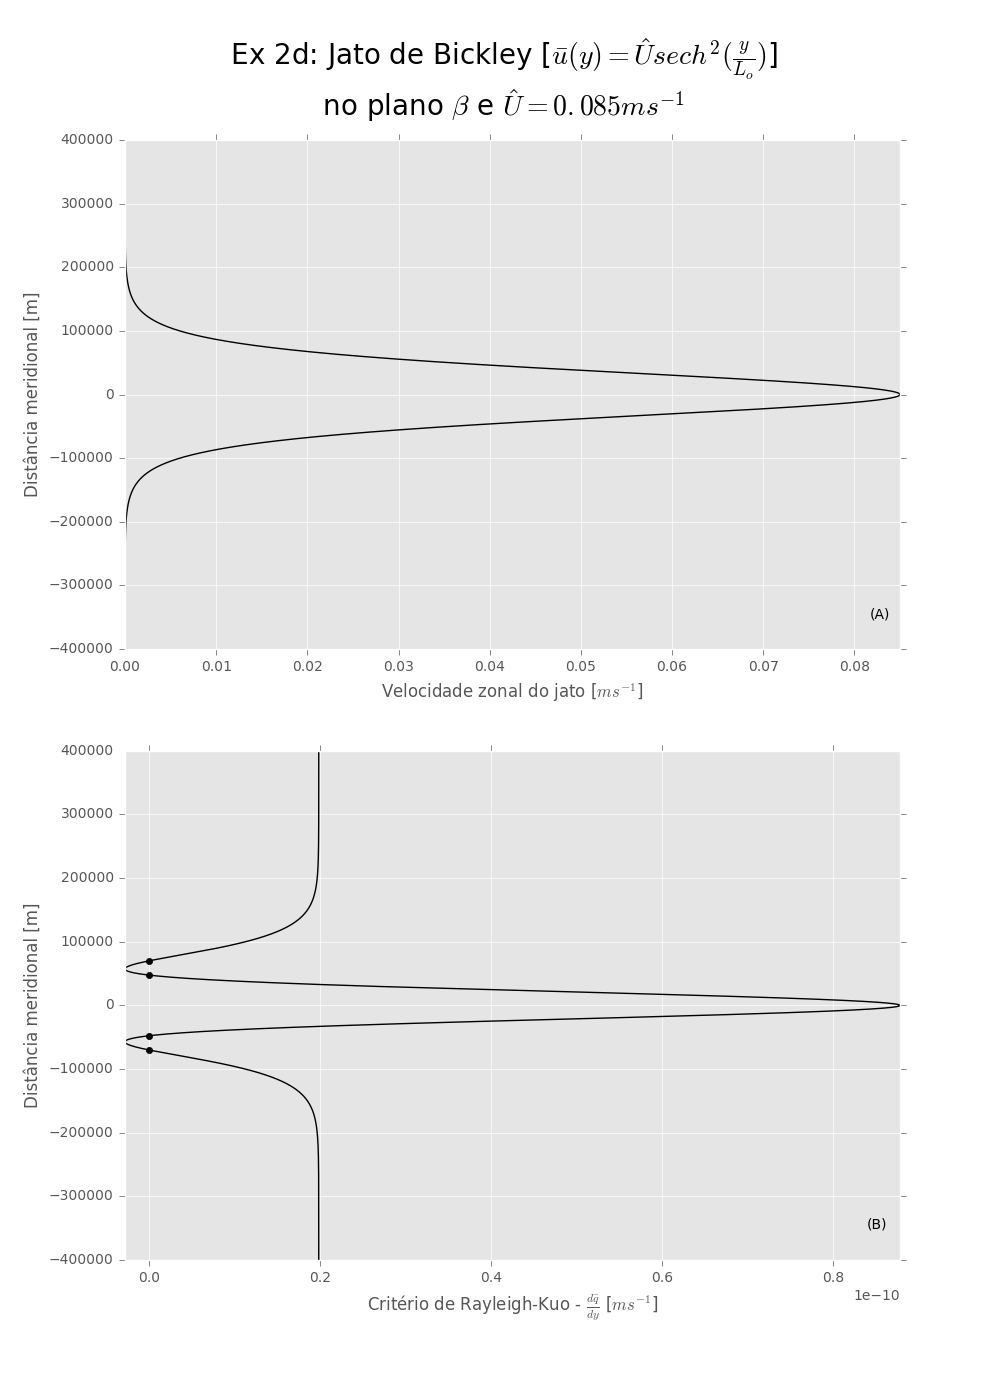 Ex 2d: Jato de Bickley [ū(y) = Ûsech²(y/Lₒ)]
no plano β e Û = 0.085ms⁻¹
400000
300000
200000
100000
0
−100000
−200000
−300000
−400000
Distância meridional [m]
(A)
0.00 0.01 0.02 0.03 0.04 0.05 0.06 0.07 0.08
Velocidade zonal do jato [ms⁻¹]
400000
300000
200000
100000
0
−100000
−200000
−300000
−400000
Distância meridional [m]
(B)
0.0 0.2 0.4 0.6 0.8
1e−10
Critério de Rayleigh-Kuo - dq̄/dy [ms⁻¹]